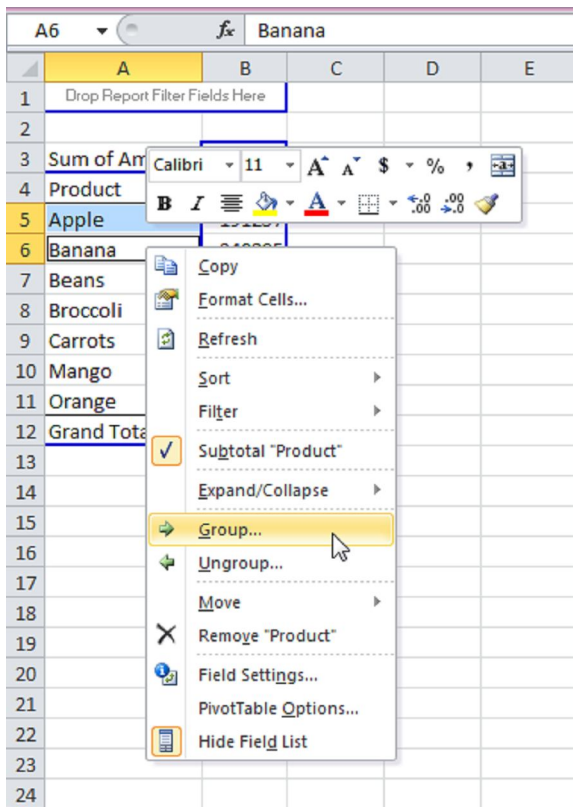 A6 fx Banana
A B C D E
1 Drop Report Filter Fields Here
2
3 Sum of Am
Calibri 11 A A $ % ,
4 Product
B I A .00 .00
5 Apple
6 Banana
Copy
7 Beans
Format Cells...
8 Broccoli
9 Carrots
Refresh
10 Mango
Sort
11 Orange
Filter
12 Grand Tota
Subtotal "Product"
13
14
Expand/Collapse
15
Group...
16
Ungroup...
17
18
Move
19
Remove "Product"
20
Field Settings...
21
PivotTable Options...
22
Hide Field List
23
24